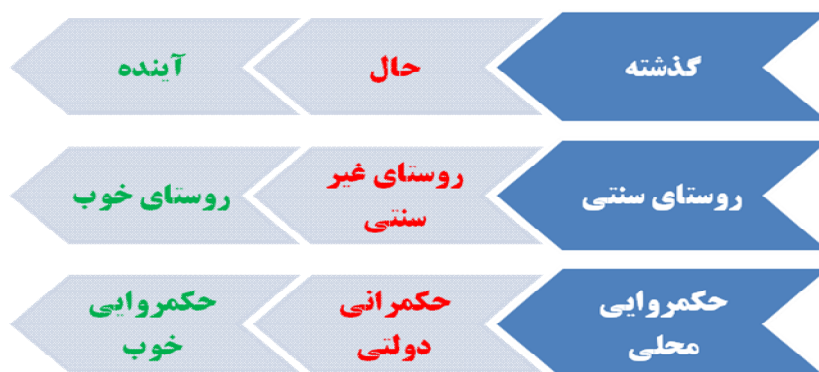 گذشته
حال
آینده
روستای سنتی
روستای غیر
سنتی
روستای خوب
حکمروایی
محلی
حکمرانی
دولتی
حکمروایی
خوب